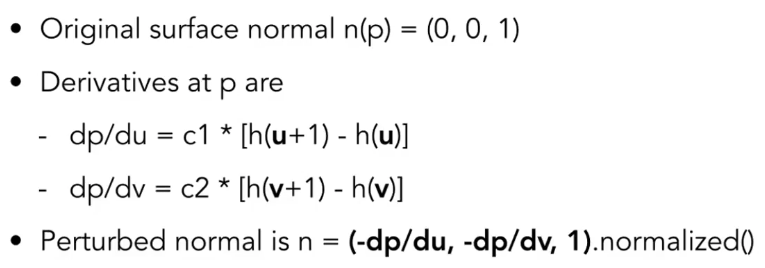 • Original surface normal n(p) = (0, 0, 1)
• Derivatives at p are
- dp/du = c1 * [h(u+1) - h(u)]
- dp/dv = c2 * [h(v+1) - h(v)]
• Perturbed normal is n = (-dp/du, -dp/dv, 1).normalized()